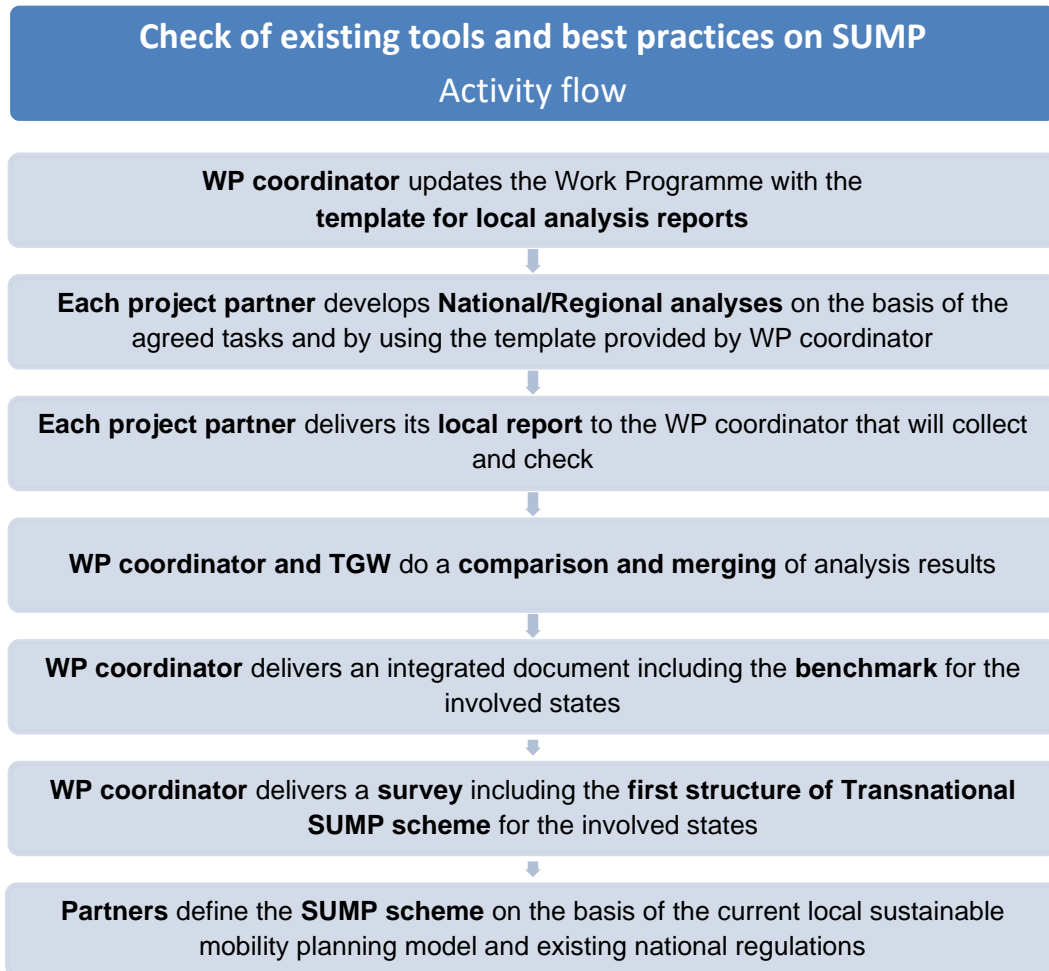 Check of existing tools and best practices on SUMP
Activity flow
WP coordinator updates the Work Programme with the
template for local analysis reports
Each project partner develops National/Regional analyses on the basis of the
agreed tasks and by using the template provided by WP coordinator
Each project partner delivers its local report to the WP coordinator that will collect
and check
WP coordinator and TGW do a comparison and merging of analysis results
WP coordinator delivers an integrated document including the benchmark for the
involved states
WP coordinator delivers a survey including the first structure of Transnational
SUMP scheme for the involved states
Partners define the SUMP scheme on the basis of the current local sustainable
mobility planning model and existing national regulations